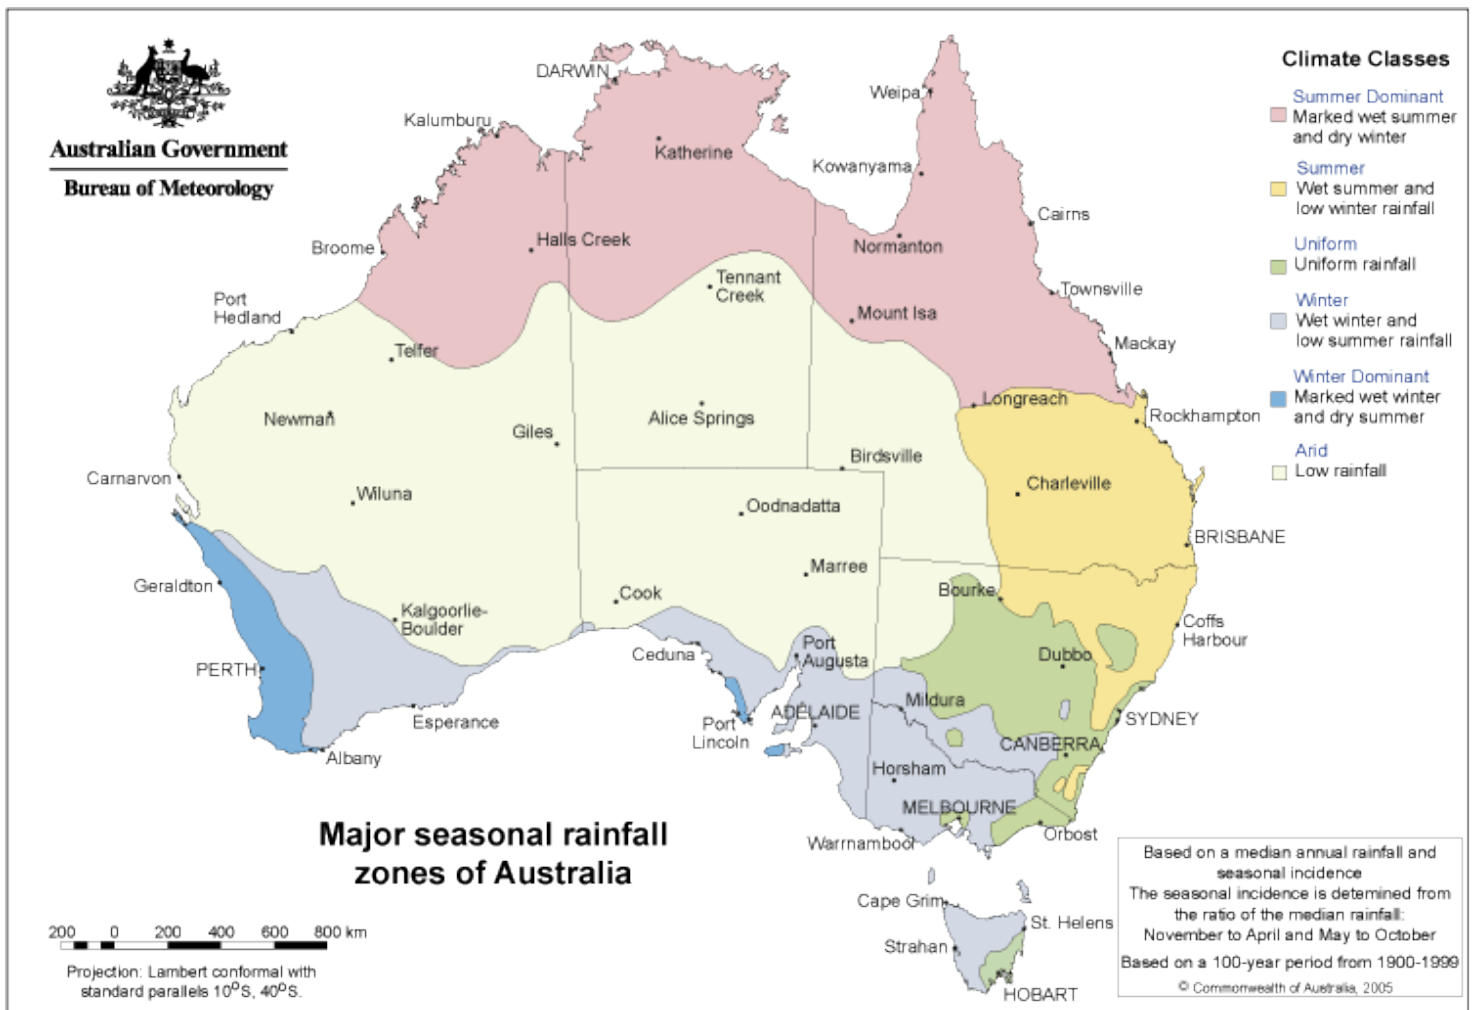 Australian Government
Bureau of Meteorology
DARWIN
Kalumburu
Katherine
Weipa
Kowanyama
Cairns
Broome
Halls Creek
Normanton
Port
Hedland
Tennant
Creek
Townsville
Mount Isa
Telfer
Mackay
Newman
Alice Springs
Longreach
Rockhampton
Giles
Birdsville
Carnarvon
Charleville
Wiluna
Oodnadatta
BRISBANE
Marree
Geraldton
Cook
Bourke
Kalgoorlie-
Boulder
Coffs
Harbour
Ceduna
Port
Augusta
Dubbo
PERTH
Mildura
Esperance
Port
Lincoln
ADELAIDE
SYDNEY
CANBERRA
Albany
Horsham
MELBOURNE
Warrnambool
Orbost
Cape Grim
St. Helens
Strahan
HOBART
Climate Classes
Summer Dominant
Marked wet summer
and dry winter
Summer
Wet summer and
low winter rainfall
Uniform
Uniform rainfall
Winter
Wet winter and
low summer rainfall
Winter Dominant
Marked wet winter
and dry summer
Arid
Low rainfall
Major seasonal rainfall
zones of Australia
200 0 200 400 600 800 km
Projection: Lambert conformal with
standard parallels 10°S, 40°S.
Based on a median annual rainfall and
seasonal incidence
The seasonal incidence is detemined from
the ratio of the median rainfall:
November to April and May to October
Based on a 100-year period from 1900-1999
© Commonwealth of Australia, 2005